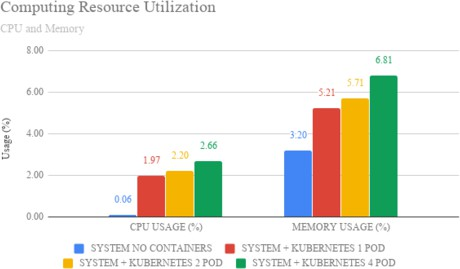 Computing Resource Utilization
CPU and Memory
8.00
6.00
4.00
2.00
0.00
Usage (%)
0.06
1.97
2.20
2.66
3.20
5.21
5.71
6.81
CPU USAGE (%)
MEMORY USAGE (%)
SYSTEM NO CONTAINERS
SYSTEM + KUBERNETES 1 POD
SYSTEM + KUBERNETES 2 POD
SYSTEM + KUBERNETES 4 POD